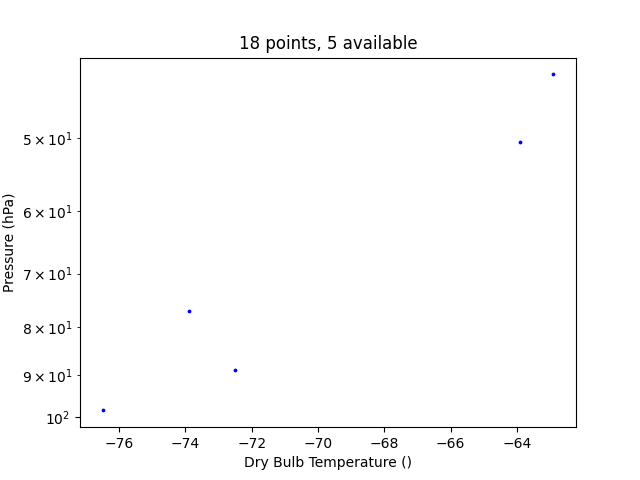 18 points, 5 available
Pressure (hPa)
5 × 10¹
6 × 10¹
7 × 10¹
8 × 10¹
9 × 10¹
10²
−76 −74 −72 −70 −68 −66 −64
Dry Bulb Temperature ()